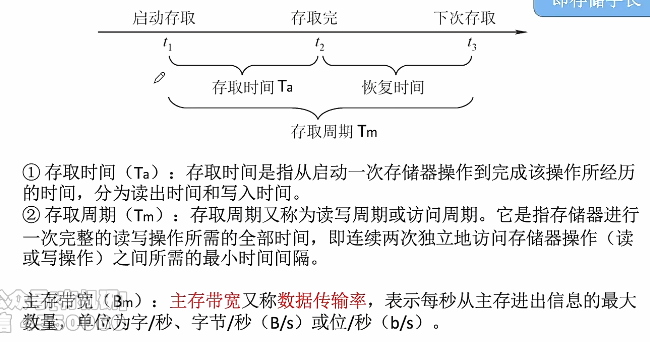 即存储字长
启动存取 存取完 下次存取
t1 t2 t3
存取时间 Ta 恢复时间
存取周期 Tm
① 存取时间（Ta）：存取时间是指从启动一次存储器操作到完成该操作所经历
的时间，分为读出时间和写入时间。
② 存取周期（Tm）：存取周期又称为读写周期或访问周期。它是指存储器进行
一次完整的读写操作所需的全部时间，即连续两次独立地访问存储器操作（读
或写操作）之间所需的最小时间间隔。
主存带宽（Bm）：主存带宽又称数据传输率，表示每秒从主存进出信息的最大
数量，单位为字/秒、字节/秒（B/s）或位/秒（b/s）。